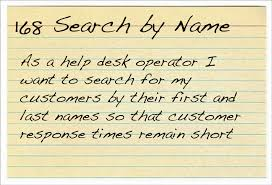 168 Search by Name
As a help desk operator I
want to search for my
customers by their first and
last names so that customer
response times remain short